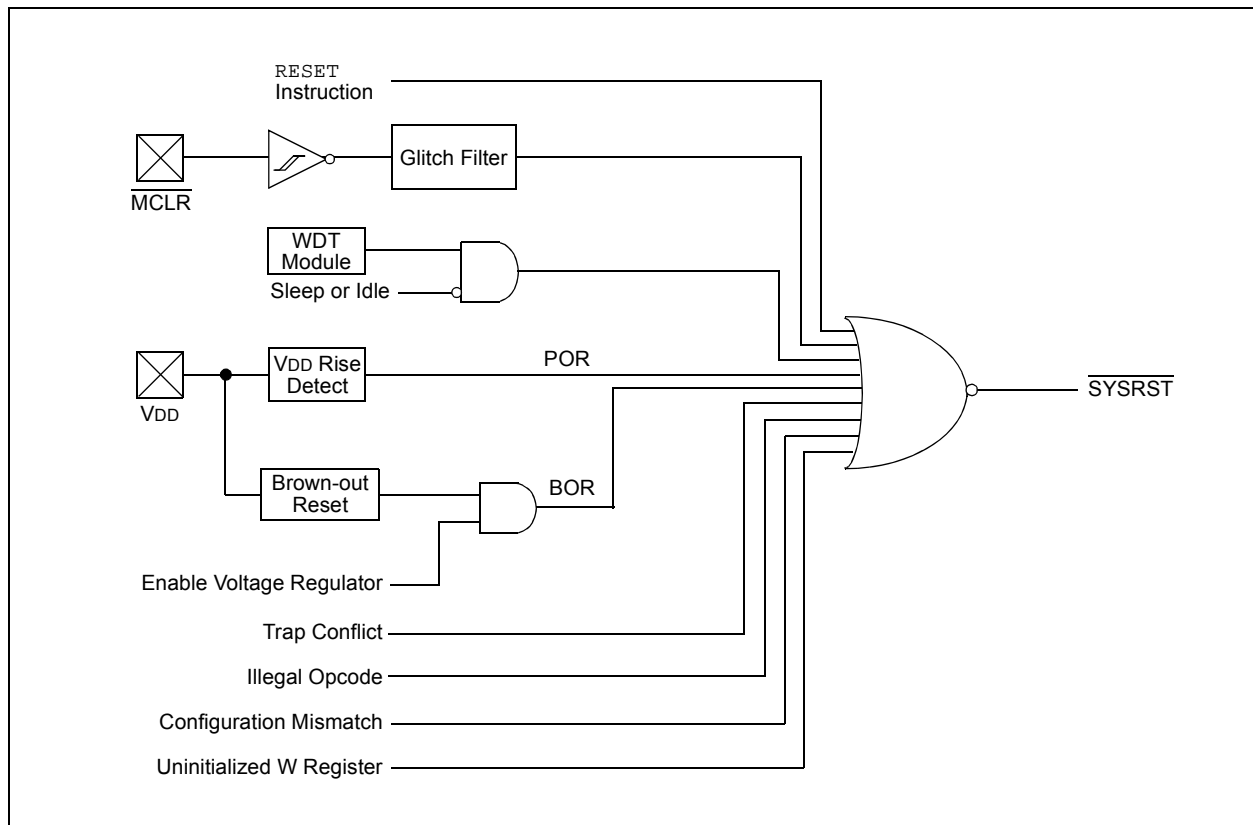 RESET
Instruction
Glitch Filter
MCLR
WDT
Module
Sleep or Idle
VDD Rise
Detect
POR
VDD
SYSRST
Brown-out
Reset
BOR
Enable Voltage Regulator
Trap Conflict
Illegal Opcode
Configuration Mismatch
Uninitialized W Register